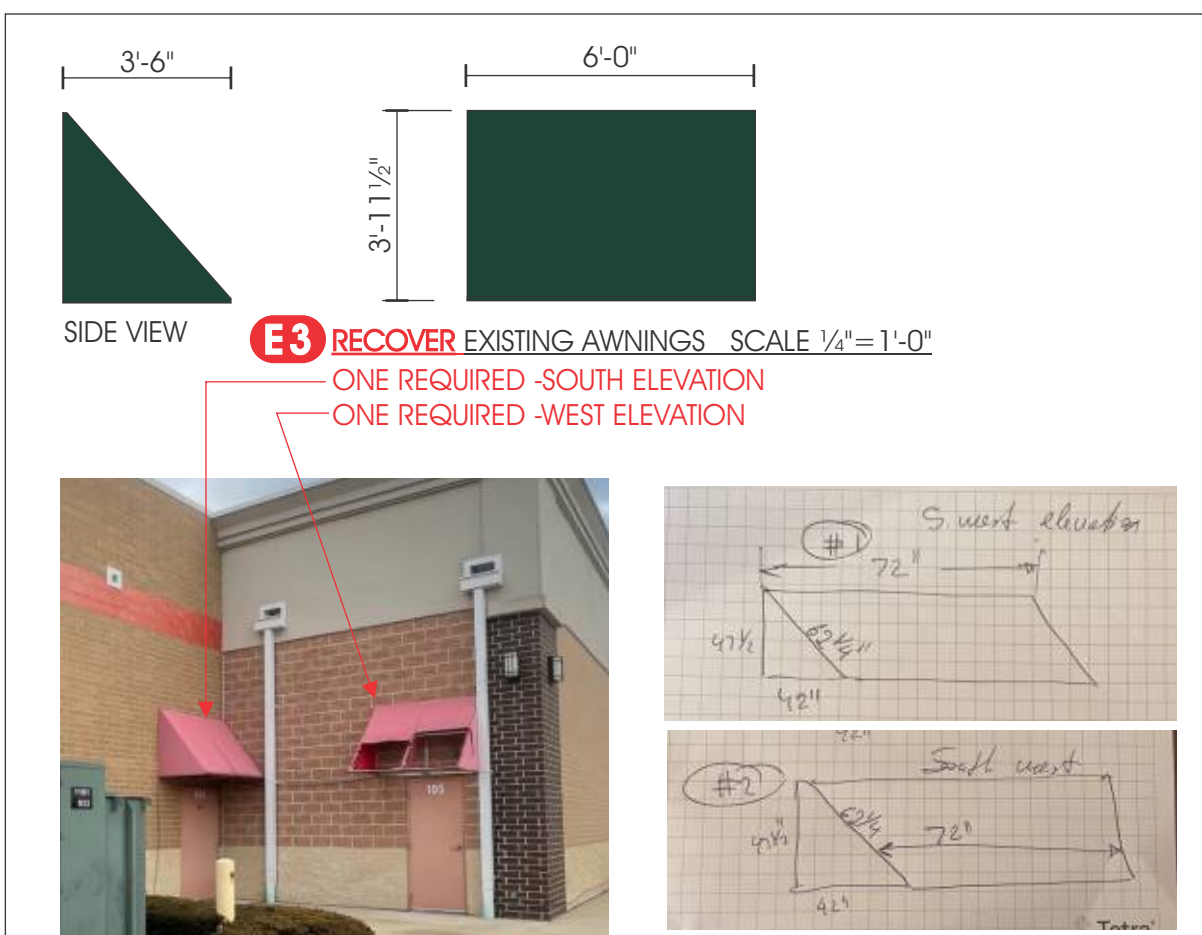 3'-6"
6'-0"
3'-11½"
SIDE VIEW
E3 RECOVER EXISTING AWNINGS SCALE ¼"=1'-0"
ONE REQUIRED -SOUTH ELEVATION
ONE REQUIRED -WEST ELEVATION
103
#1
S. west elevation
72"
47½
62¼"
42"
42"
#2
South west
47½"
62¼
72"
42"
Tetra